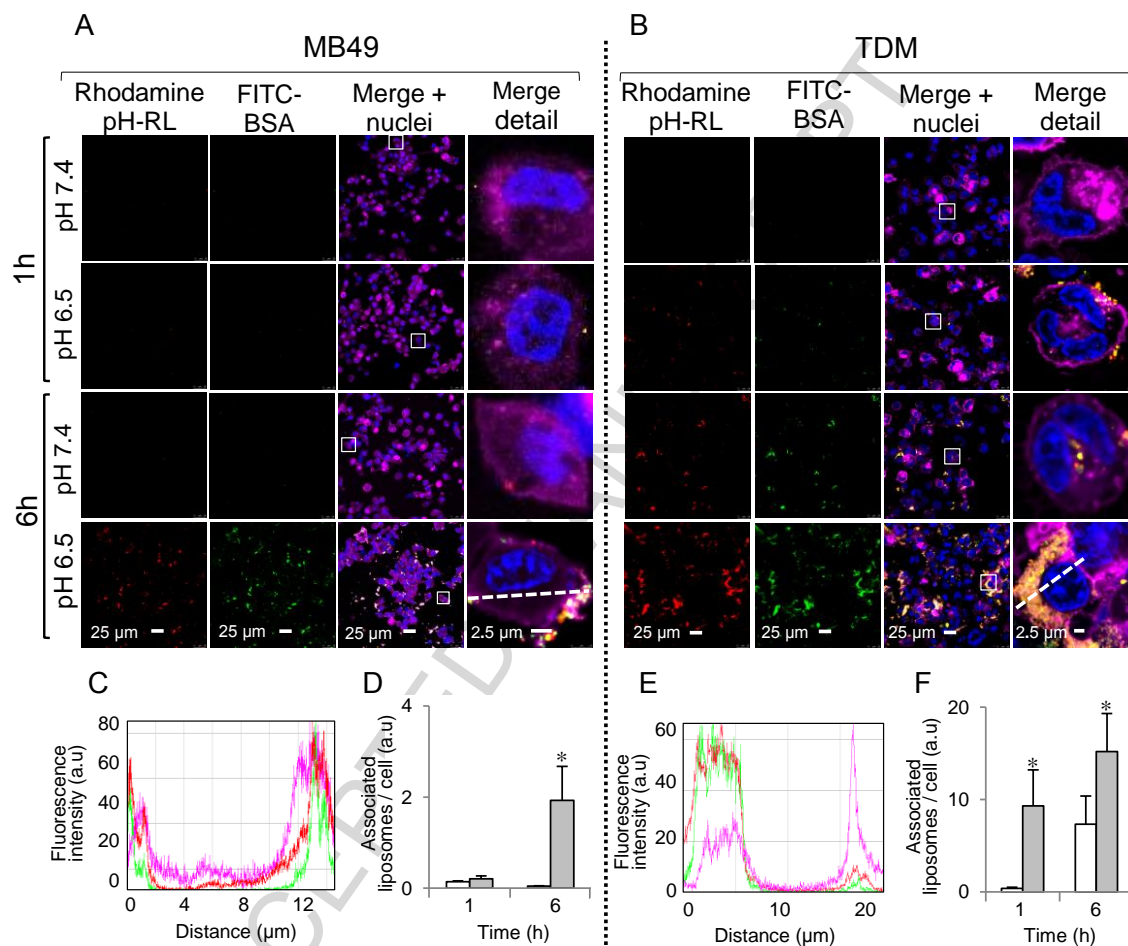 A
MB49
Rhodamine
pH-RL
FITC-
BSA
Merge +
nuclei
Merge
detail
B
TDM
Rhodamine
pH-RL
FITC-
BSA
Merge +
nuclei
Merge
detail
1h
pH 7.4
pH 6.5
6h
pH 7.4
pH 6.5
25 µm
25 µm
25 µm
2.5 µm
25 µm
25 µm
25 µm
2.5 µm
C
Fluorescence
intensity (a.u)
80
60
40
20
0
0 4 8 12
Distance (µm)
D
Associated
liposomes / cell (a.u)
4
2
0
*
1 6
Time (h)
E
Fluorescence
intensity (a.u)
60
40
20
0
0 10 20
Distance (µm)
F
Associated
liposomes / cell (a.u)
20
10
0
*
*
1 6
Time (h)